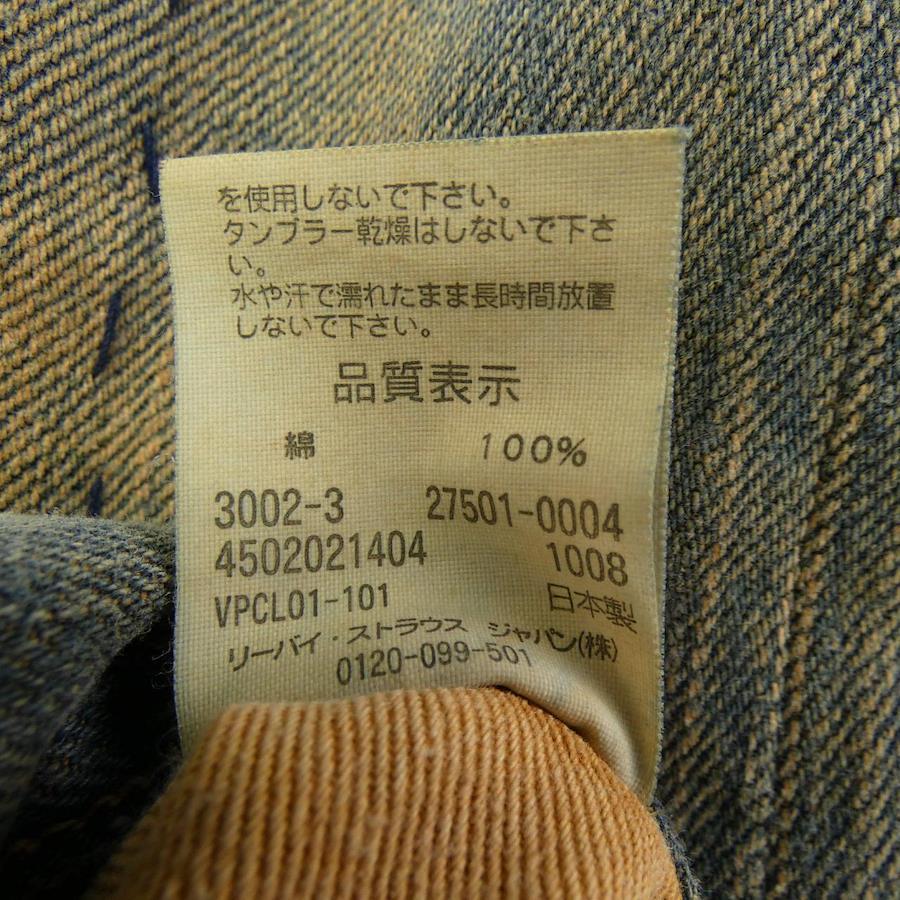 を使用しないで下さい。
タンブラー乾燥はしないで下さ
い。
水や汗で濡れたまま長時間放置
しないで下さい。
品質表示
綿 100%
3002-3 27501-0004
4502021404 1008
VPCL01-101 日本製
リーバイ・ストラウス ジャパン(株)
0120-099-501